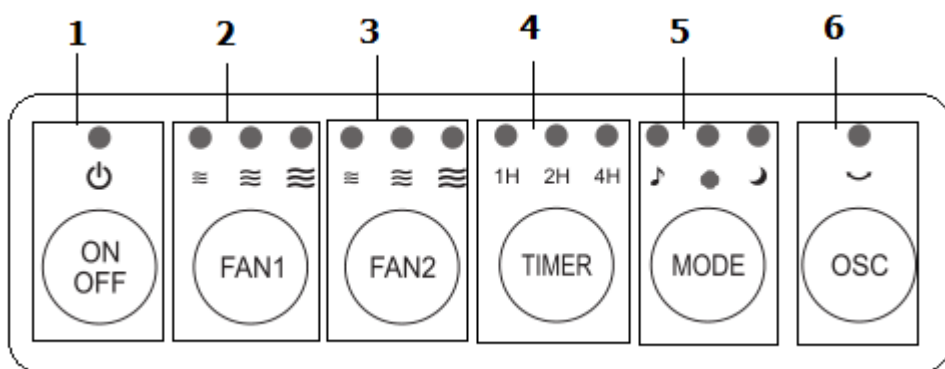 1 2 3 4 5 6
1H 2H 4H
ON
OFF
FAN1
FAN2
TIMER
MODE
OSC